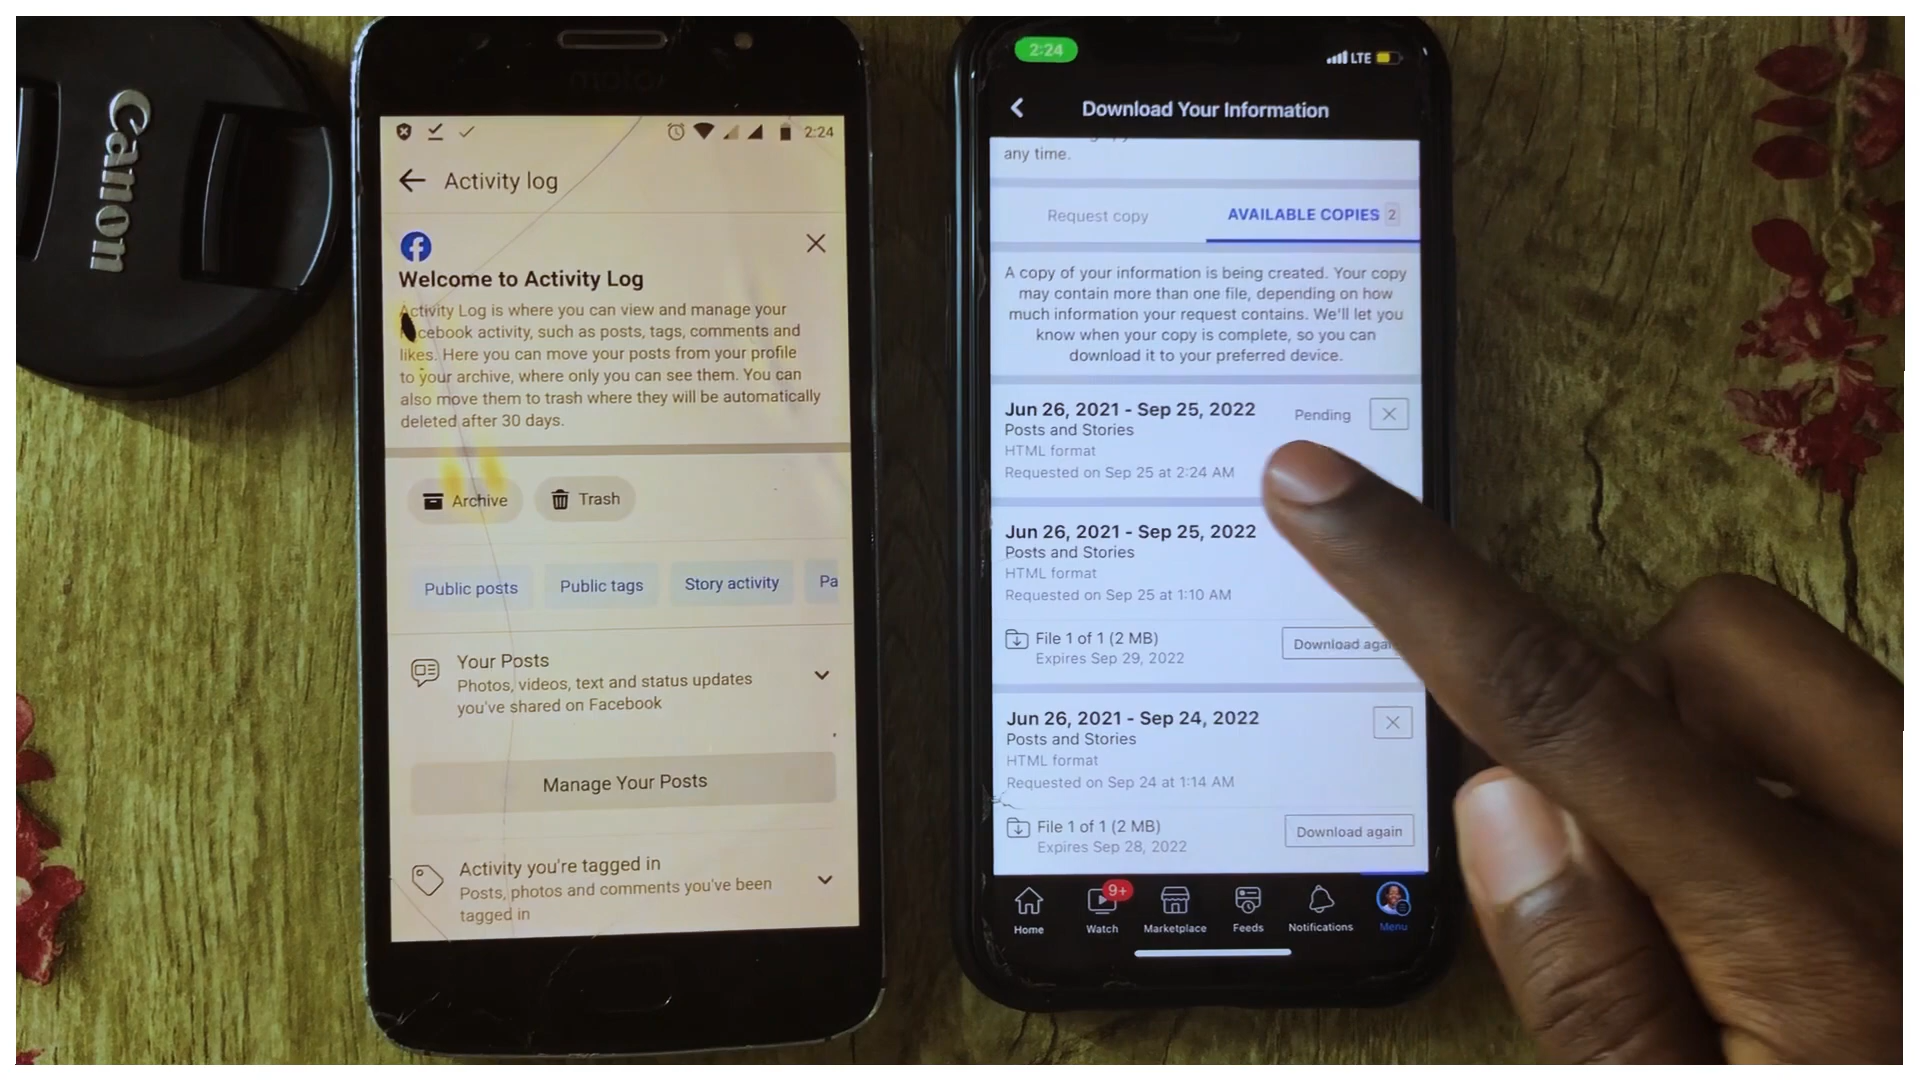 Canon
moto
2:24
Activity log
Welcome to Activity Log
Activity Log is where you can view and manage your
Facebook activity, such as posts, tags, comments and
likes. Here you can move your posts from your profile
to your archive, where only you can see them. You can
also move them to trash where they will be automatically
deleted after 30 days.
Archive
Trash
Public posts
Public tags
Story activity
Pa
Your Posts
Photos, videos, text and status updates
you've shared on Facebook
Manage Your Posts
Activity you're tagged in
Posts, photos and comments you've been
tagged in
2:24
LTE
Download Your Information
any time.
Request copy
AVAILABLE COPIES 2
A copy of your information is being created. Your copy
may contain more than one file, depending on how
much information your request contains. We'll let you
know when your copy is complete, so you can
download it to your preferred device.
Jun 26, 2021 - Sep 25, 2022
Pending
Posts and Stories
HTML format
Requested on Sep 25 at 2:24 AM
Jun 26, 2021 - Sep 25, 2022
Posts and Stories
HTML format
Requested on Sep 25 at 1:10 AM
File 1 of 1 (2 MB)
Expires Sep 29, 2022
Download again
Jun 26, 2021 - Sep 24, 2022
Posts and Stories
HTML format
Requested on Sep 24 at 1:14 AM
File 1 of 1 (2 MB)
Expires Sep 28, 2022
Download again
9+
Home
Watch
Marketplace
Feeds
Notifications
Menu